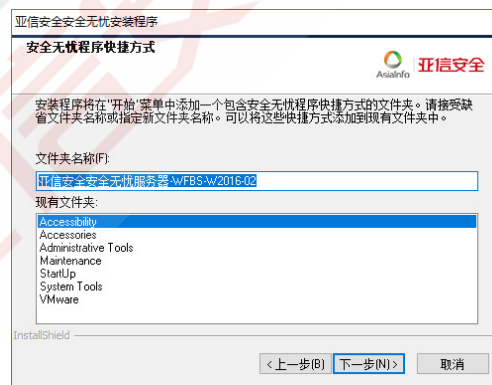 亚信安全安全无忧安装程序
安全无忧程序快捷方式
AsiaInfo 亚信安全
安装程序将在"开始"菜单中添加一个包含安全无忧程序快捷方式的文件夹。请接受缺
省文件夹名称或指定新文件夹名称。可以将这些快捷方式添加到现有文件夹中。
文件夹名称(F):
亚信安全安全无忧服务器-WFBS-W2016-02
现有文件夹:
Accessibility
Accessories
Administrative Tools
Maintenance
StartUp
System Tools
VMware
InstallShield
<上一步(B) 下一步(N)> 取消